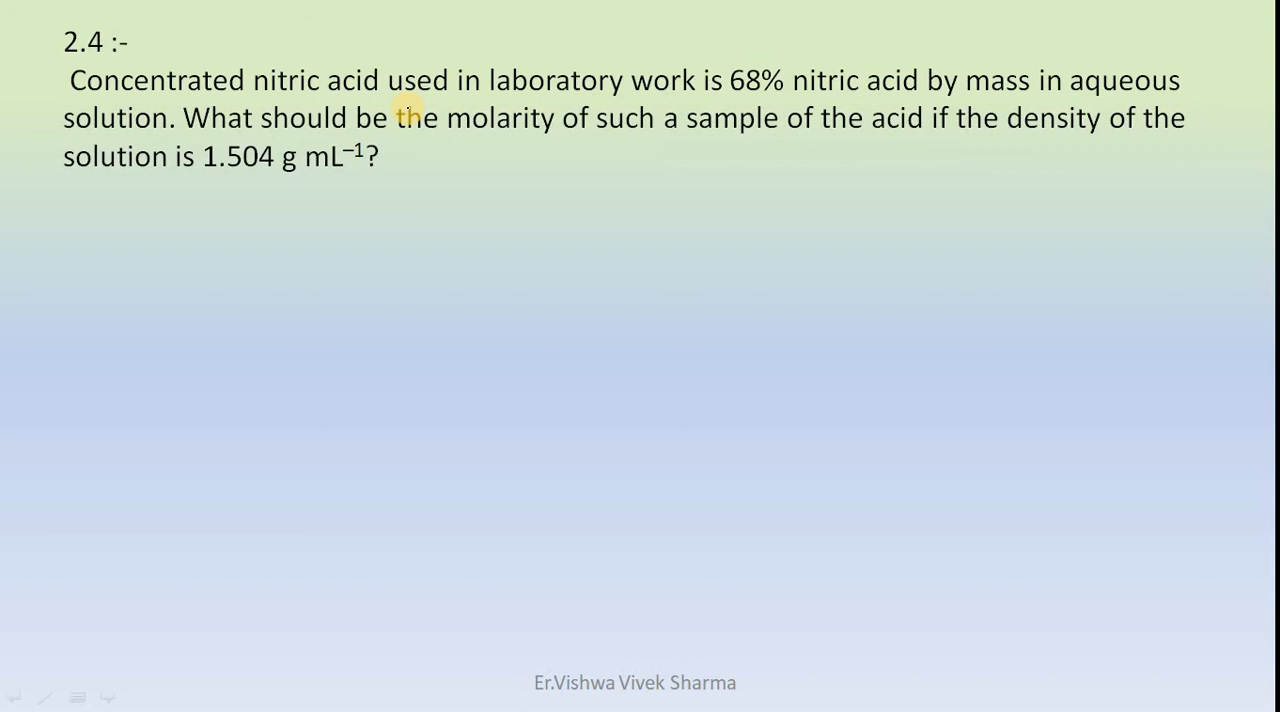 2.4 :-
Concentrated nitric acid used in laboratory work is 68% nitric acid by mass in aqueous
solution. What should be the molarity of such a sample of the acid if the density of the
solution is 1.504 g mL⁻¹?
Er.Vishwa Vivek Sharma